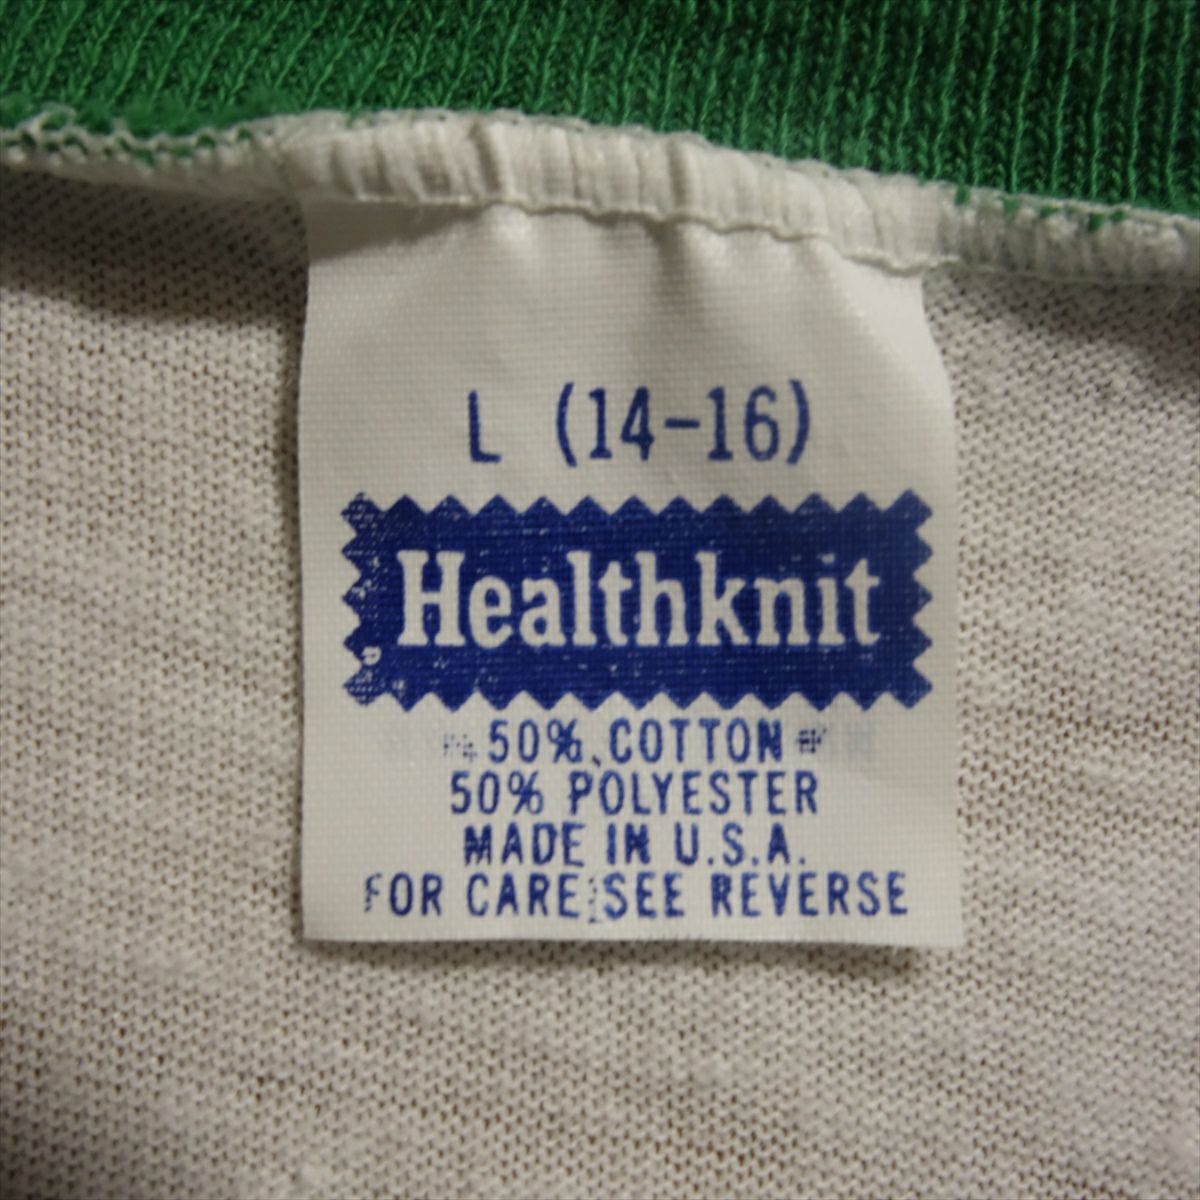 L (14-16)
Healthknit
50% COTTON
50% POLYESTER
MADE IN U.S.A.
FOR CARE SEE REVERSE